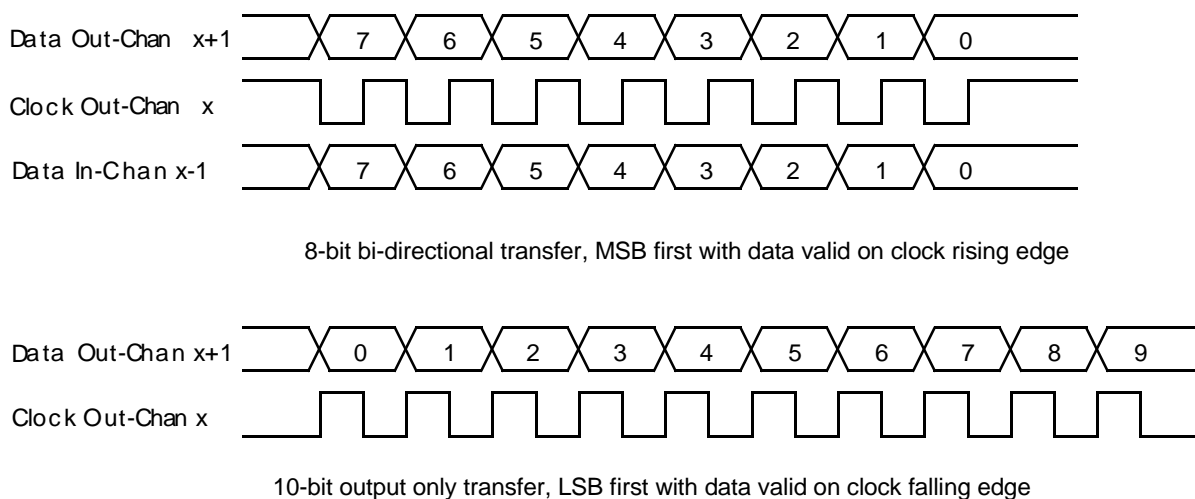 Data Out-Chan x+1 7 6 5 4 3 2 1 0
Clock Out-Chan x
Data In-Chan x-1 7 6 5 4 3 2 1 0
8-bit bi-directional transfer, MSB first with data valid on clock rising edge
Data Out-Chan x+1 0 1 2 3 4 5 6 7 8 9
Clock Out-Chan x
10-bit output only transfer, LSB first with data valid on clock falling edge